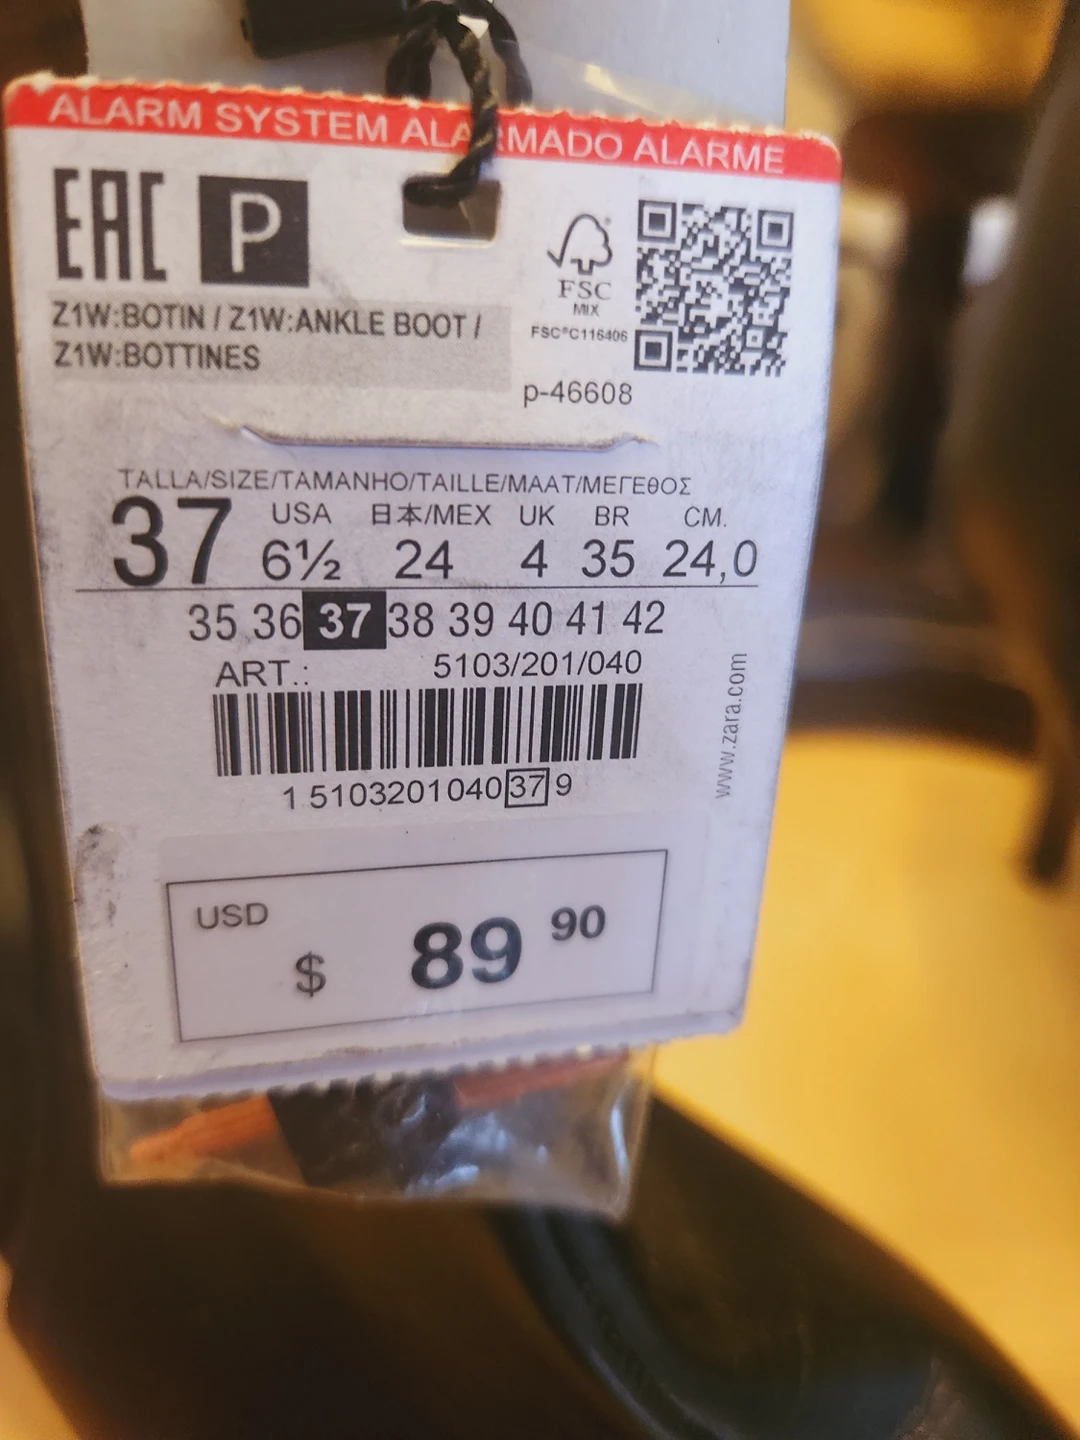 ALARM SYSTEM ALARMADO ALARME
EAC P
FSC
MIX
FSC®C116406
Z1W:BOTIN / Z1W:ANKLE BOOT /
Z1W:BOTTINES
p-46608
TALLA/SIZE/TAMANHO/TAILLE/MAAT/ΜΕΓΕΘΟΣ
USA 日本/MEX UK BR CM.
37 6½ 24 4 35 24,0
35 36 37 38 39 40 41 42
ART.: 5103/201/040
1 5103201040 37 9
www.zara.com
USD
$ 89 90